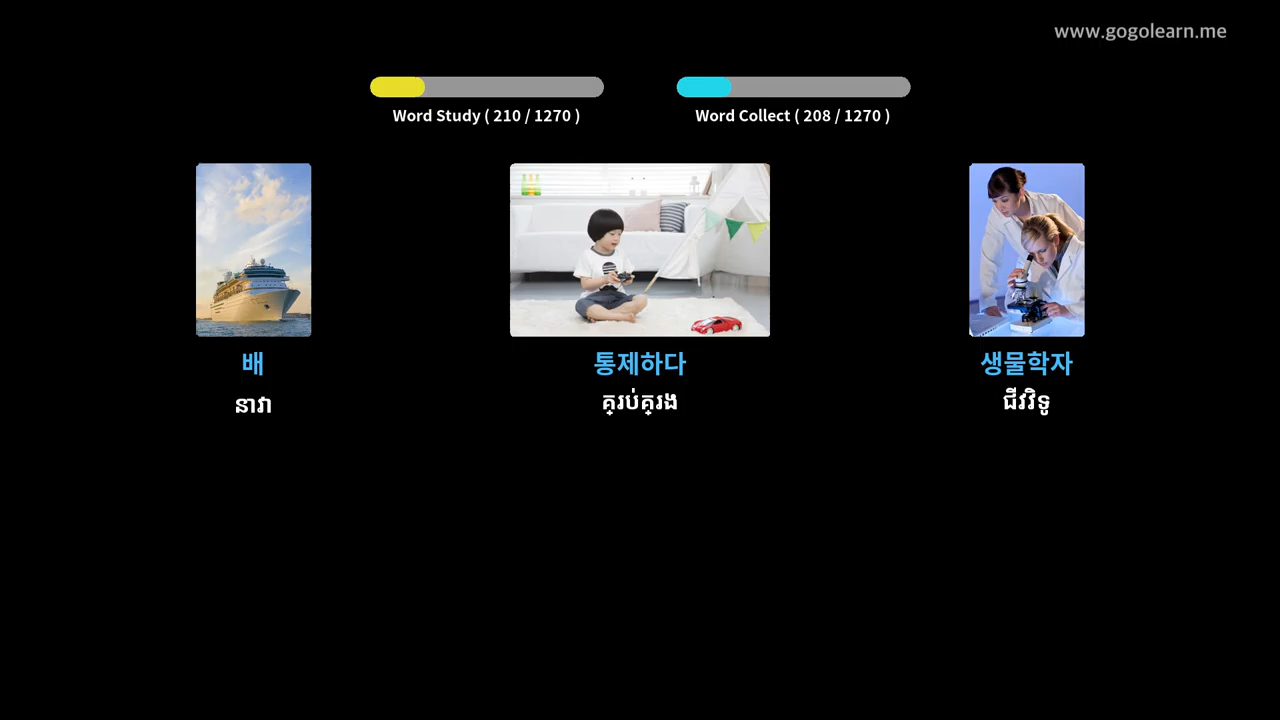 www.gogolearn.me
Word Study ( 210 / 1270 )
Word Collect ( 208 / 1270 )
배
통제하다
생물학자
នាវា
គ្រប់គ្រង
ជីវវិទូ